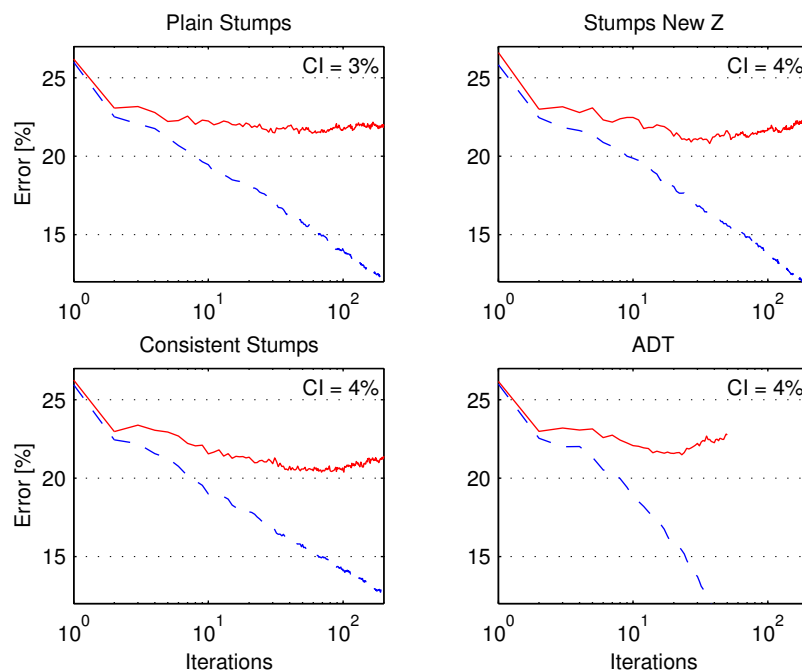 Plain Stumps
CI = 3%
Error [%]
25
20
15
10^0
10^1
10^2
Stumps New Z
CI = 4%
25
20
15
10^0
10^1
10^2
Consistent Stumps
CI = 4%
Error [%]
25
20
15
10^0
10^1
10^2
Iterations
ADT
CI = 4%
25
20
15
10^0
10^1
10^2
Iterations